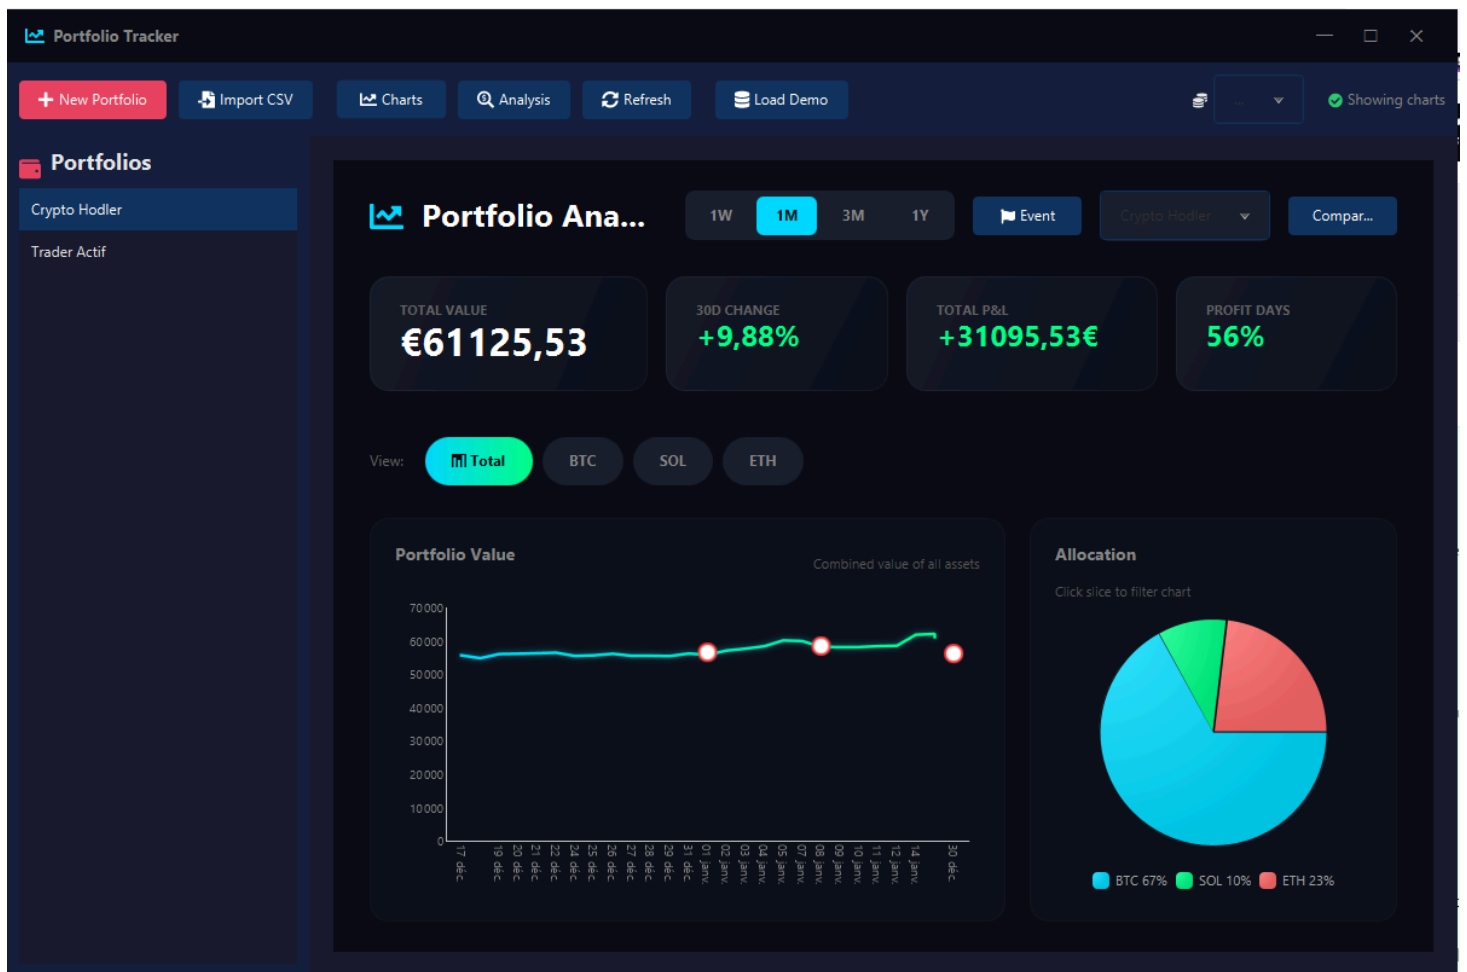 Portfolio Tracker
New Portfolio
Import CSV
Charts
Analysis
Refresh
Load Demo
...
Showing charts
Portfolios
Crypto Hodler
Trader Actif
Portfolio Ana...
1W
1M
3M
1Y
Event
Crypto Hodler
Compar...
TOTAL VALUE
€61125,53
30D CHANGE
+9,88%
TOTAL P&L
+31095,53€
PROFIT DAYS
56%
View:
Total
BTC
SOL
ETH
Portfolio Value
Combined value of all assets
70 000
60 000
50 000
40 000
30 000
20 000
10 000
0
17 déc.
19 déc.
20 déc.
21 déc.
22 déc.
24 déc.
25 déc.
26 déc.
27 déc.
28 déc.
29 déc.
31 déc.
01 janv.
02 janv.
03 janv.
04 janv.
05 janv.
07 janv.
08 janv.
09 janv.
10 janv.
11 janv.
12 janv.
14 janv.
30 déc.
Allocation
Click slice to filter chart
BTC 67%
SOL 10%
ETH 23%